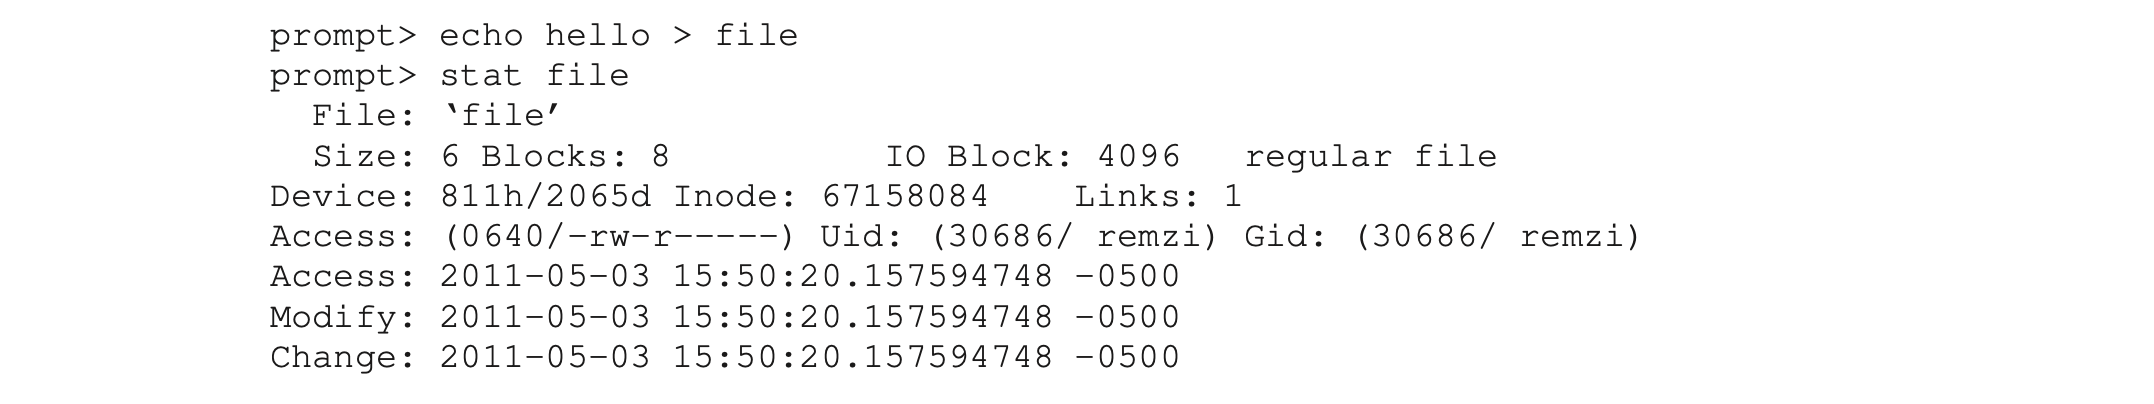 prompt> echo hello > file
prompt> stat file
File: ‘file’
Size: 6 Blocks: 8 IO Block: 4096 regular file
Device: 811h/2065d Inode: 67158084 Links: 1
Access: (0640/-rw-r-----) Uid: (30686/ remzi) Gid: (30686/ remzi)
Access: 2011-05-03 15:50:20.157594748 -0500
Modify: 2011-05-03 15:50:20.157594748 -0500
Change: 2011-05-03 15:50:20.157594748 -0500